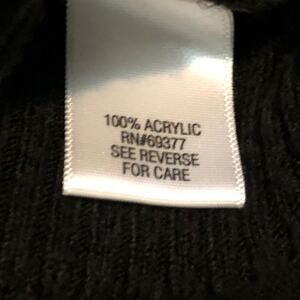 100% ACRYLIC
RN#69377
SEE REVERSE
FOR CARE